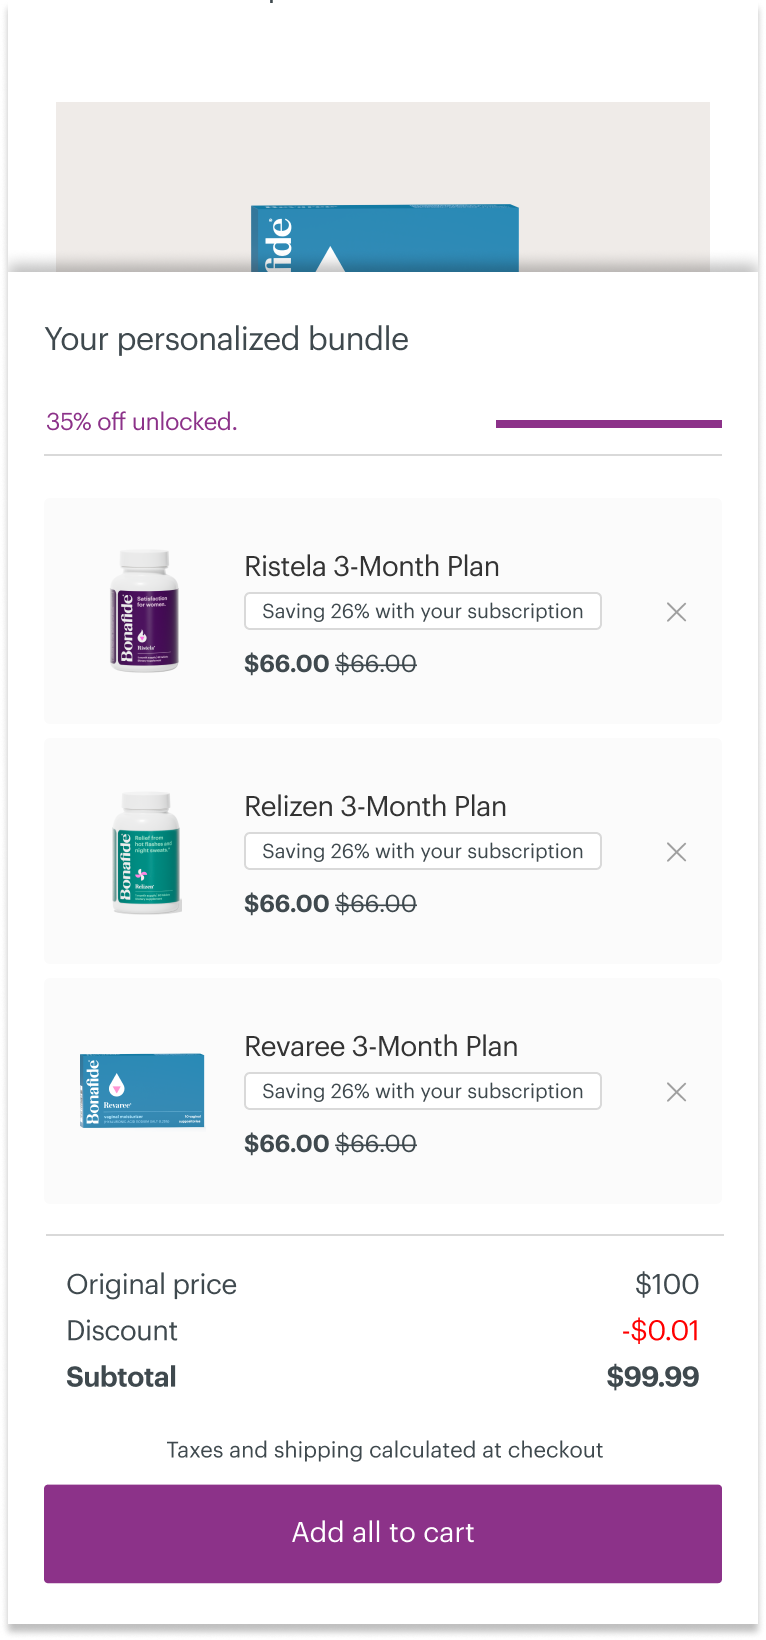 fide
Your personalized bundle
35% off unlocked.
Ristela 3-Month Plan
Saving 26% with your subscription
$66.00 $66.00
Bonafide
Satisfaction
for women.
Ristela
Relizen 3-Month Plan
Saving 26% with your subscription
$66.00 $66.00
Bonafide
Relief from
hot flashes and
night sweats.*
Relizen
Revaree 3-Month Plan
Saving 26% with your subscription
$66.00 $66.00
Bonafide
Revaree
vaginal moisturizer
Original price $100
Discount -$0.01
Subtotal $99.99
Taxes and shipping calculated at checkout
Add all to cart